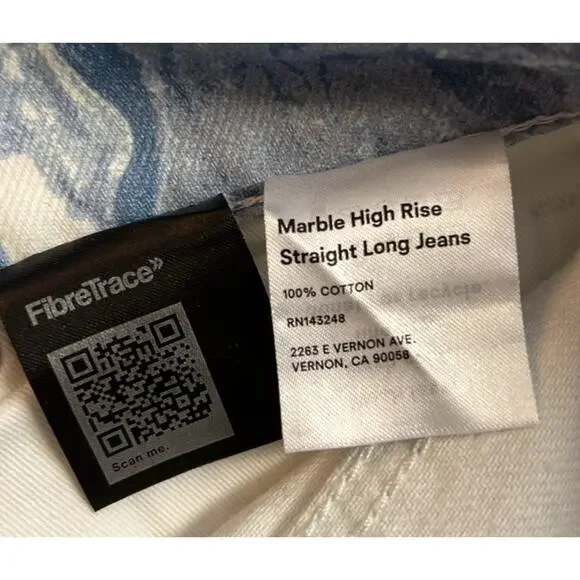 FibreTrace»
Scan me.
Marble High Rise
Straight Long Jeans
100% COTTON
RN143248
2263 E VERNON AVE.
VERNON, CA 90058